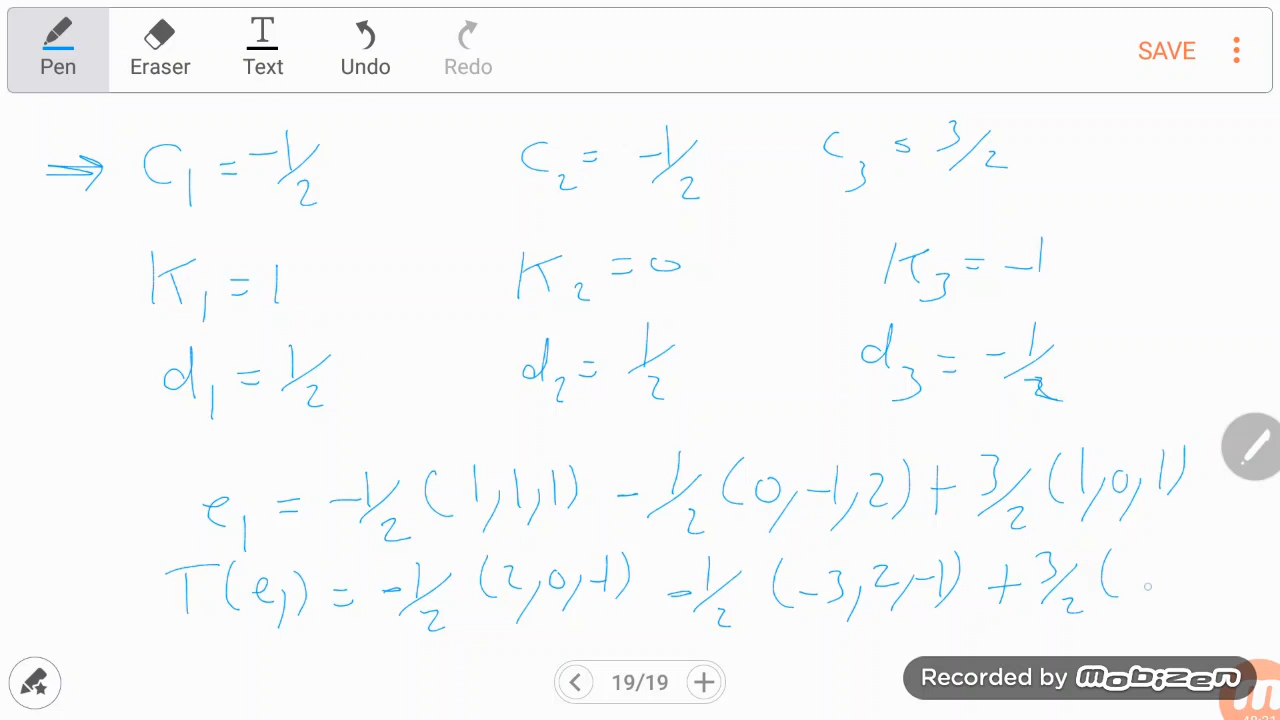 Pen Eraser Text Undo Redo SAVE
⇒ C₁ = -1/2 C₂ = -1/2 C₃ = 3/2
K₁ = 1 K₂ = 0 K₃ = -1
d₁ = 1/2 d₂ = 1/2 d₃ = -1/2
e₁ = -1/2 (1,1,1) - 1/2 (0,-1,2) + 3/2 (1,0,1)
T(e₁) = -1/2 (2,0,-1) - 1/2 (-3,2,-1) + 3/2 (
19/19
Recorded by mobizen